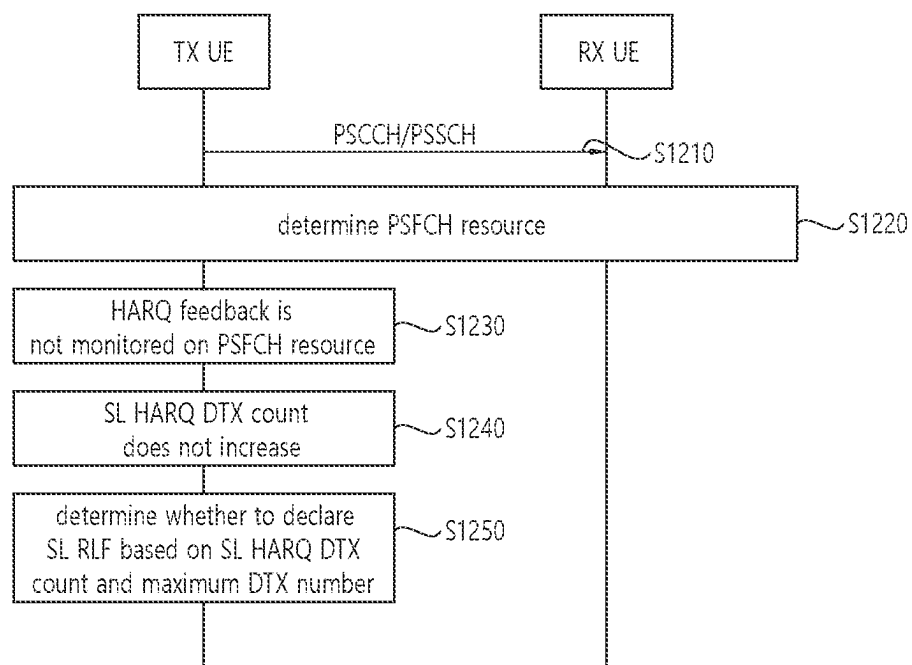 TX UE
RX UE
PSCCH/PSSCH
S1210
determine PSFCH resource
S1220
HARQ feedback is
not monitored on PSFCH resource
S1230
SL HARQ DTX count
does not increase
S1240
determine whether to declare
SL RLF based on SL HARQ DTX
count and maximum DTX number
S1250